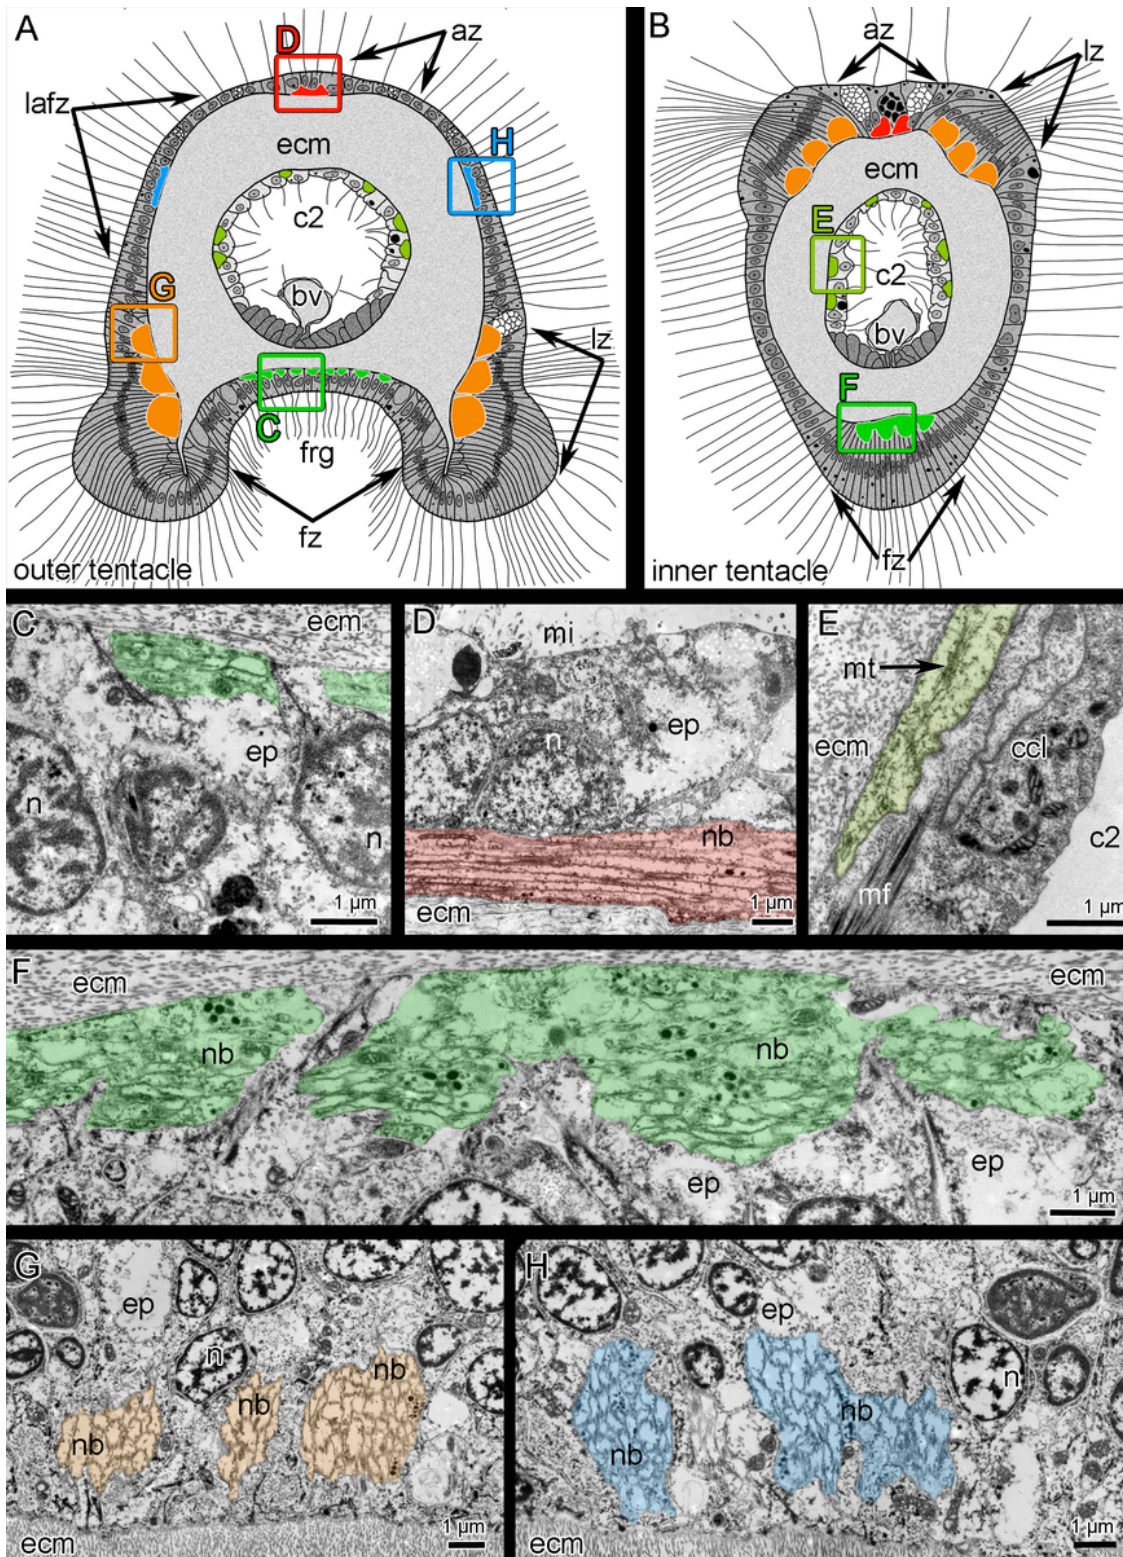 A
D
az
lafz
H
ecm
c2
G
bv
lz
C
frg
fz
outer tentacle
B
az
lz
ecm
E
c2
bv
F
fz
inner tentacle
C
ecm
ep
n
n
1 µm
D
mi
ep
n
nb
ecm
1 µm
E
mt
ecm
ccl
c2
mf
1 µm
F
ecm
ecm
nb
nb
ep
ep
1 µm
G
ep
n
nb
nb
nb
1 µm
ecm
H
ep
n
nb
nb
1 µm
ecm